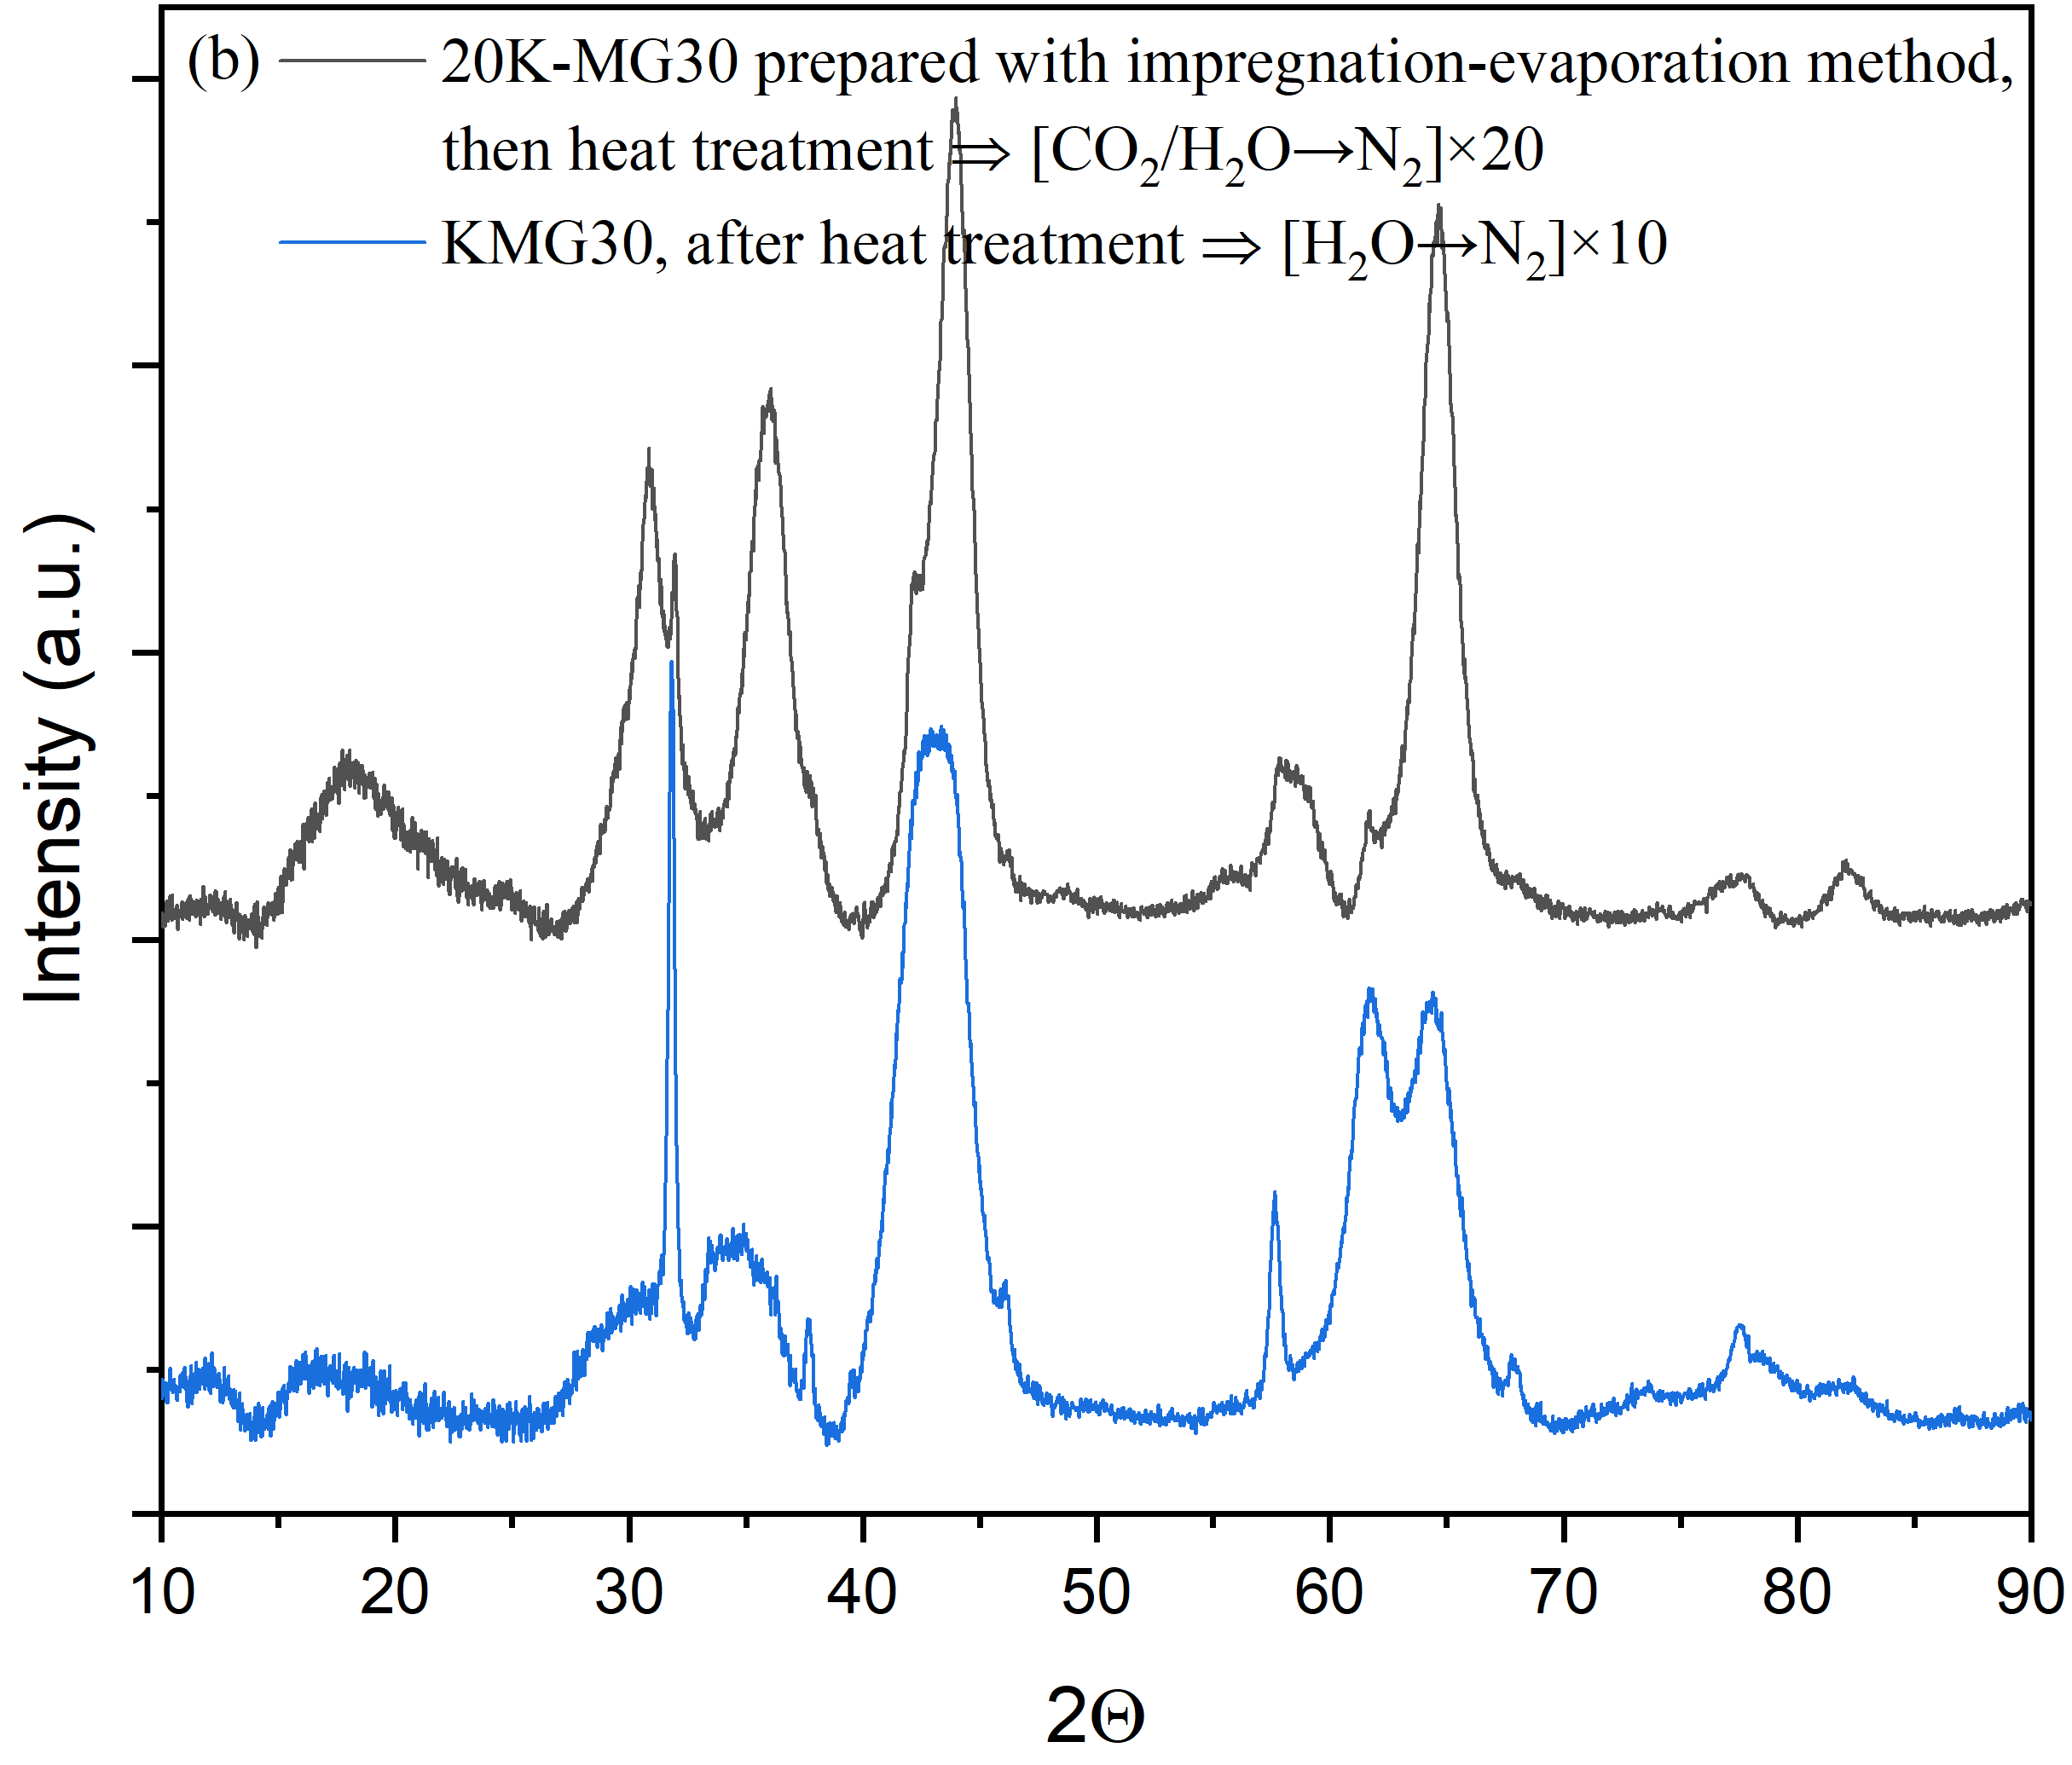 (b) 20K-MG30 prepared with impregnation-evaporation method,
then heat treatment ⇒ [CO₂/H₂O→N₂]×20
KMG30, after heat treatment ⇒ [H₂O→N₂]×10
Intensity (a.u.)
10 20 30 40 50 60 70 80 90
2Θ